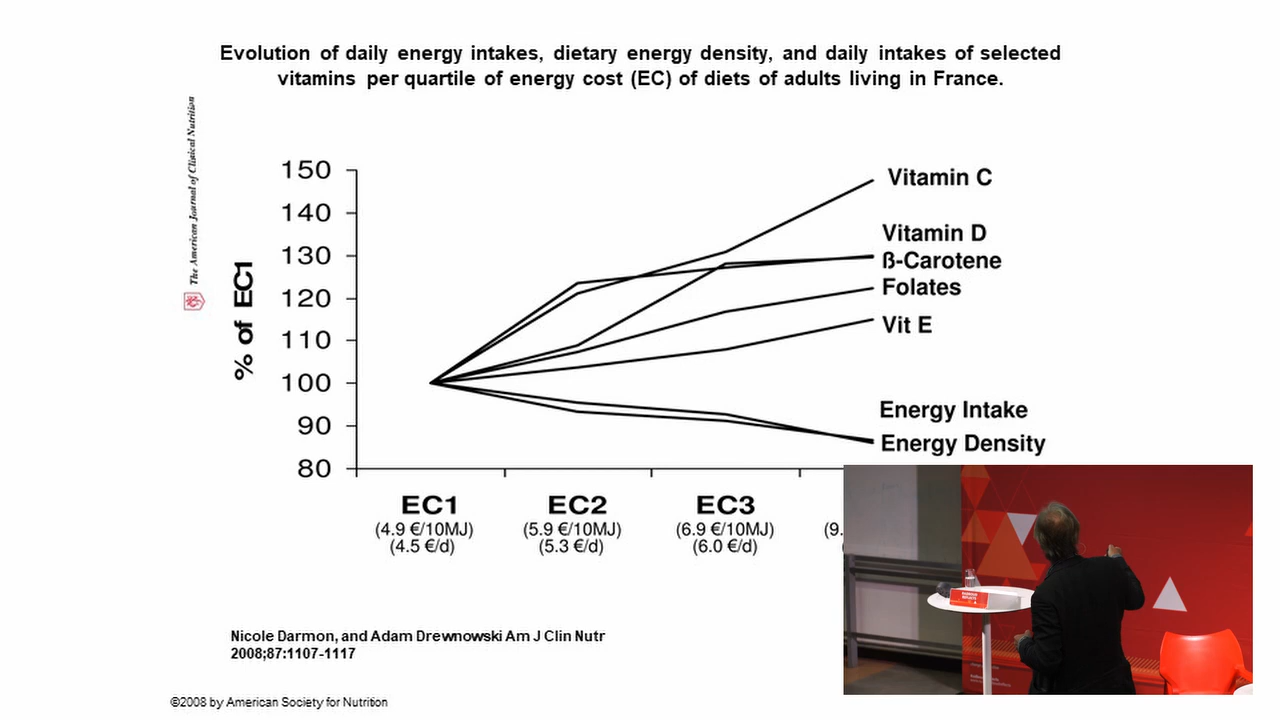 Evolution of daily energy intakes, dietary energy density, and daily intakes of selected
vitamins per quartile of energy cost (EC) of diets of adults living in France.
The American Journal of Clinical Nutrition
% of EC1
150
140
130
120
110
100
90
80
Vitamin C
Vitamin D
ß-Carotene
Folates
Vit E
Energy Intake
Energy Density
EC1
(4.9 €/10MJ)
(4.5 €/d)
EC2
(5.9 €/10MJ)
(5.3 €/d)
EC3
(6.9 €/10MJ)
(6.0 €/d)
(9.
Nicole Darmon, and Adam Drewnowski Am J Clin Nutr
2008;87:1107-1117
©2008 by American Society for Nutrition